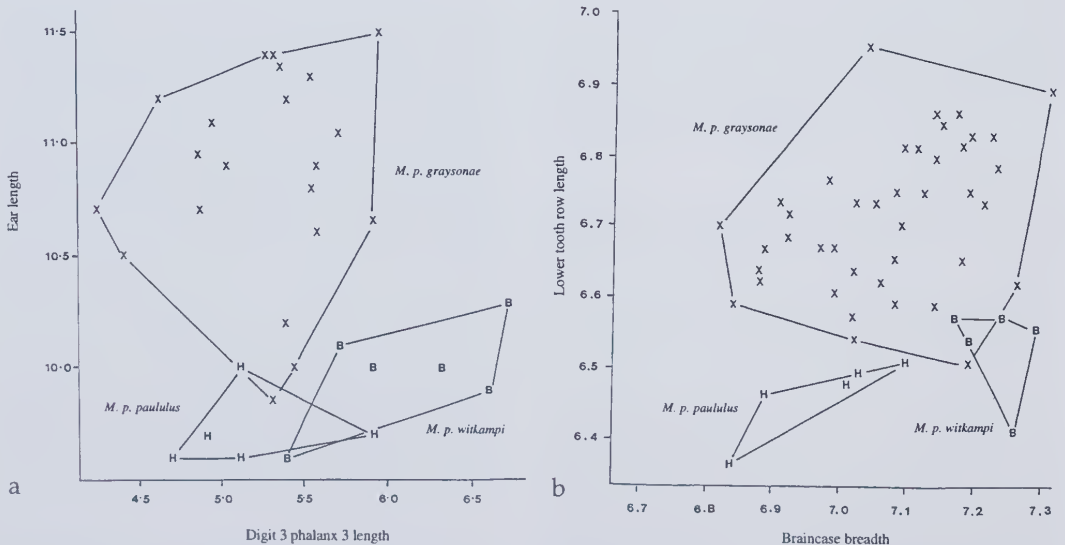 11·5
11·0
10·5
10·0
Ear length
M. p. graysonae
M. p. paululus
M. p. witkampi
4·5 5·0 5·5 6·0 6·5
Digit 3 phalanx 3 length
a
7.0
6.9
6.8
6.7
6.6
6.5
6.4
Lower tooth row length
M. p. graysonae
M. p. paululus
M. p. witkampi
6.7 6.8 6.9 7.0 7.1 7.2 7.3
Braincase breadth
b